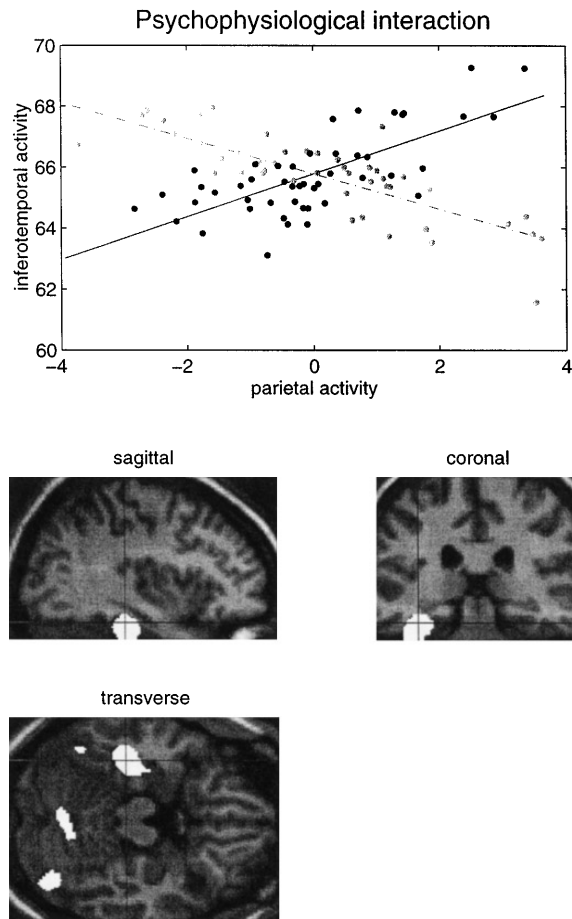 Psychophysiological interaction
70
68
66
64
62
60
inferotemporal activity
−4
−2
0
2
4
parietal activity
sagittal
coronal
transverse